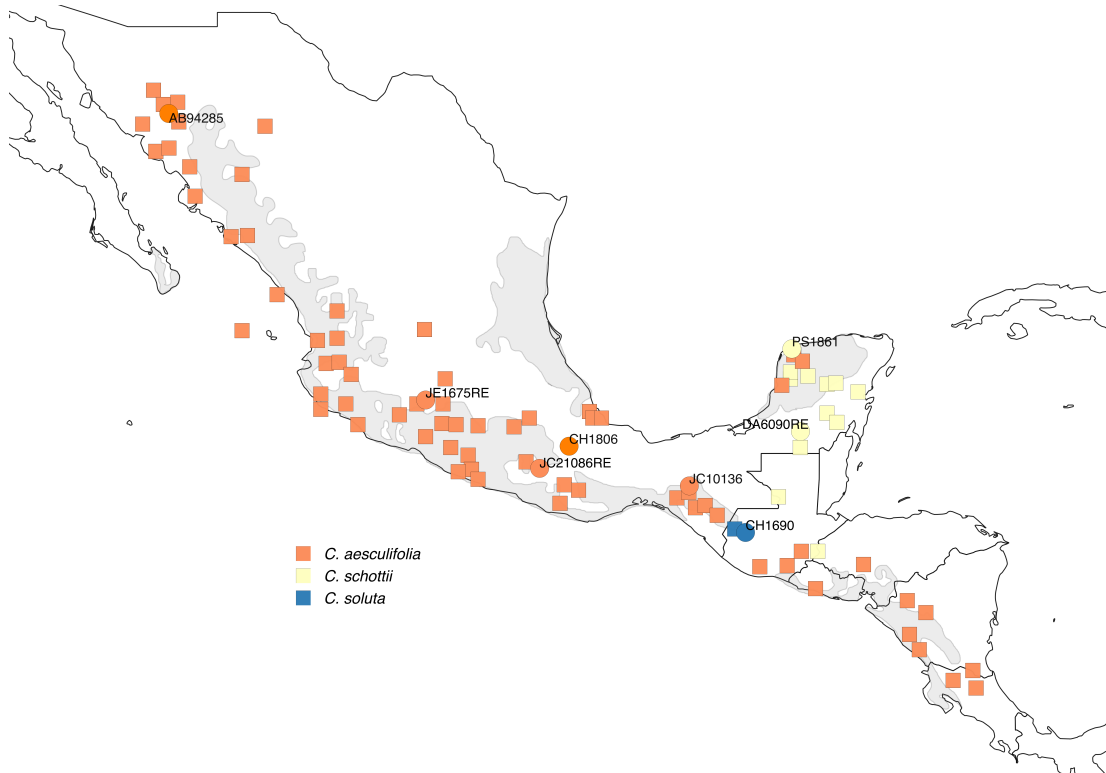 AB94285
PS1861
JE1675RE
DA6090RE
CH1806
JC21086RE
JC10136
CH1690
C. aesculifolia
C. schottii
C. soluta